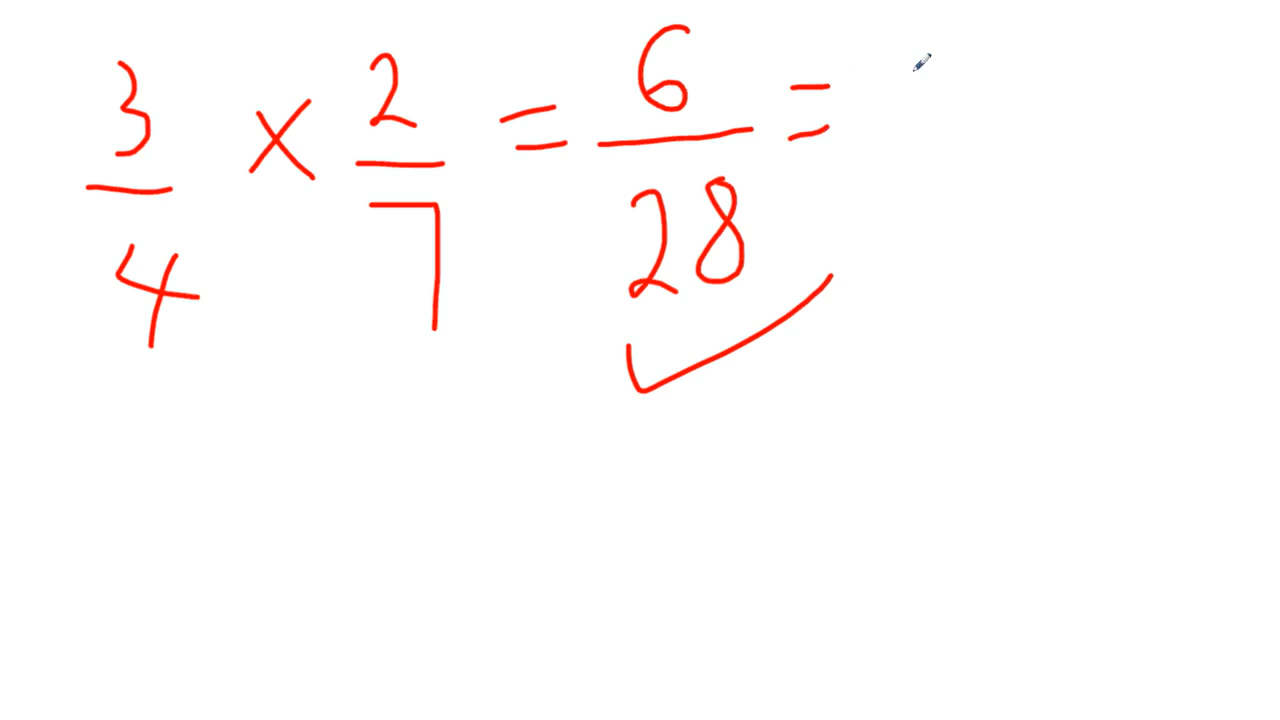 3/4 × 2/7 = 6/28 =